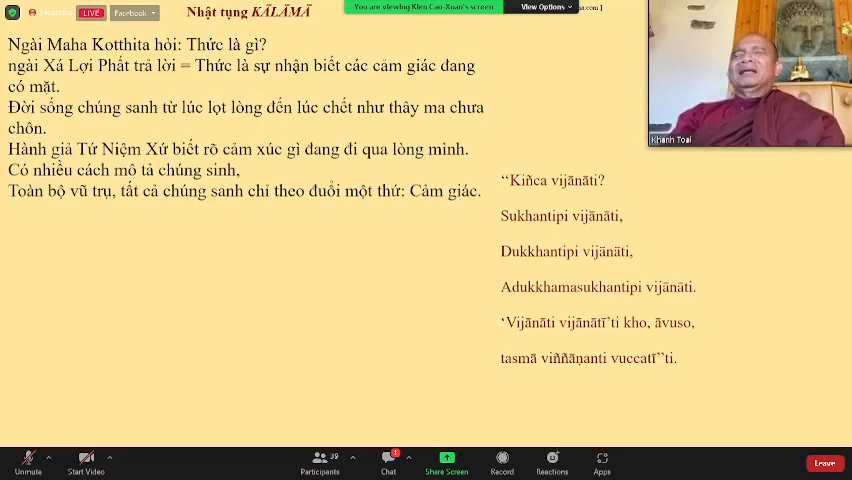 Recording
LIVE
Facebook
Nhật tụng KĀLĀMĀ
You are viewing Kien Cao-Xuan's screen
View Options
.com ]
Ngài Maha Kotthita hỏi: Thức là gì?
ngài Xá Lợi Phất trả lời = Thức là sự nhận biết các cảm giác đang
có mặt.
Đời sống chúng sanh từ lúc lọt lòng đến lúc chết như thây ma chưa
chôn.
Hành giả Tứ Niệm Xứ biết rõ cảm xúc gì đang đi qua lòng mình.
Có nhiều cách mô tả chúng sinh,
Toàn bộ vũ trụ, tất cả chúng sanh chỉ theo đuổi một thứ: Cảm giác.
Khanh Toai
“Kiñca vijānāti?
Sukhantipi vijānāti,
Dukkhantipi vijānāti,
Adukkhamasukhantipi vijānāti.
‘Vijānāti vijānātī’ti kho, āvuso,
tasmā viññāṇanti vuccatī”ti.
Unmute
Start Video
Participants
39
Chat
1
Share Screen
Record
Reactions
Apps
Leave